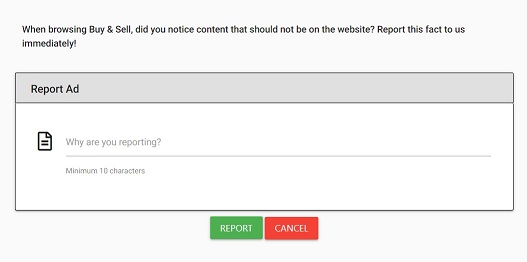 When browsing Buy & Sell, did you notice content that should not be on the website? Report this fact to us
immediately!
Report Ad
Why are you reporting?
Minimum 10 characters
REPORT CANCEL